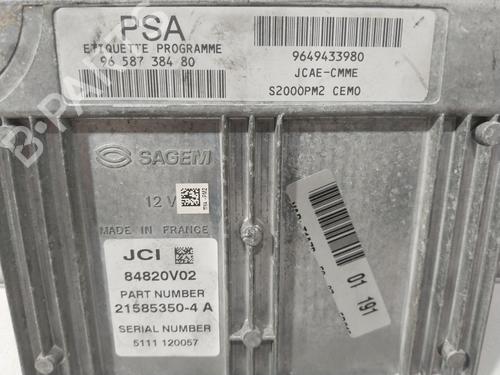 PSA
ETIQUETTE PROGRAMME
96 587 384 80
9649433980
JCAE-CMME
S2000PM2 CEMO
SAGEM
12 V
MADE IN FRANCE
JCI
84820V02
PART NUMBER
21585350-4 A
SERIAL NUMBER
5111 120057
01 191
B-PARTS